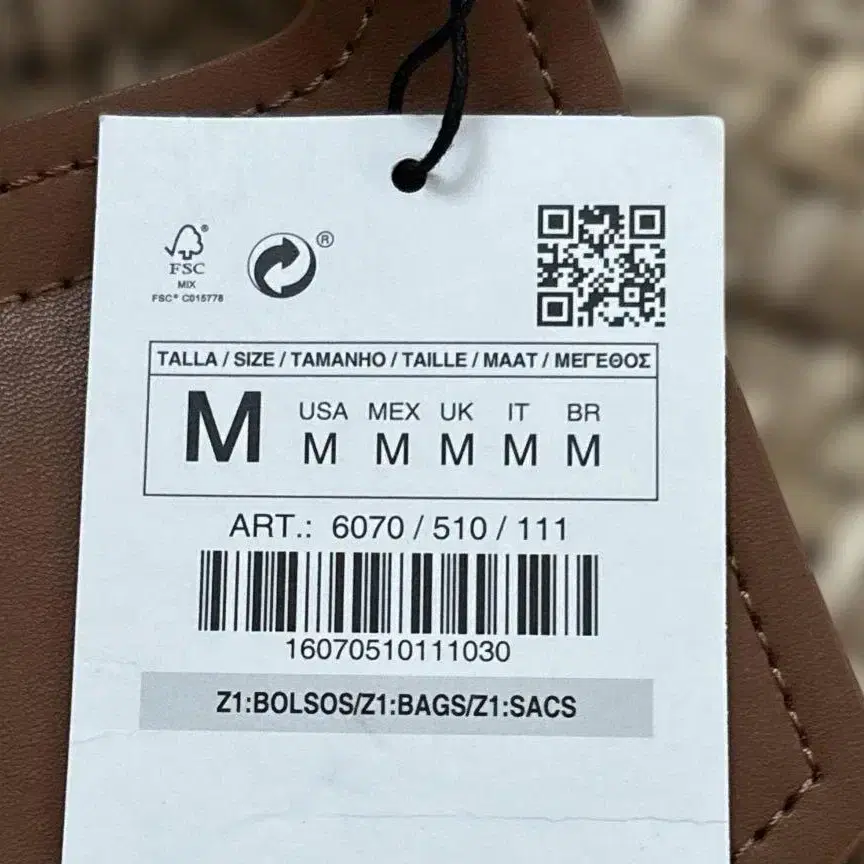 FSC®
MIX
FSC® C015778
®
TALLA / SIZE / TAMANHO / TAILLE / MAAT / ΜΕΓΕΘΟΣ
M
USA MEX UK IT BR
M M M M M
ART.: 6070 / 510 / 111
16070510111030
Z1:BOLSOS/Z1:BAGS/Z1:SACS